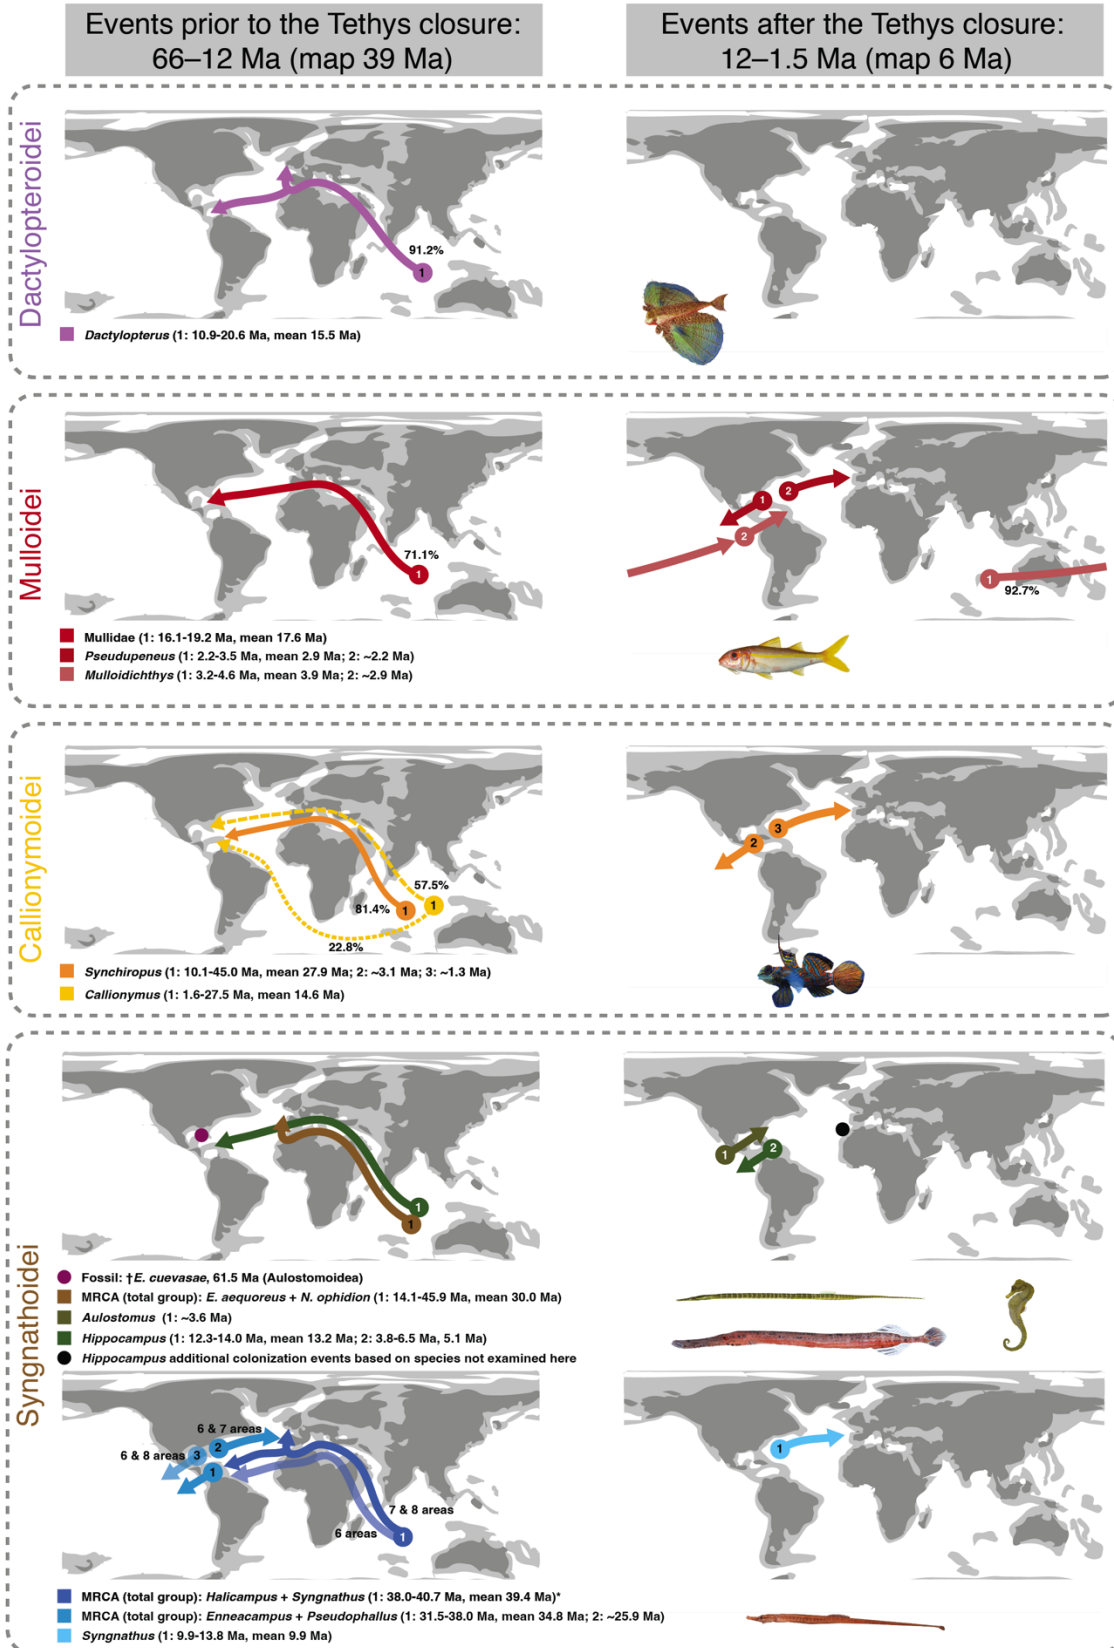 Events prior to the Tethys closure:
66–12 Ma (map 39 Ma)
Events after the Tethys closure:
12–1.5 Ma (map 6 Ma)
Dactylopteroidei
91.2%
1
Dactylopterus (1: 10.9-20.6 Ma, mean 15.5 Ma)
Mulloidei
71.1%
1
1
2
2
1
92.7%
Mullidae (1: 16.1-19.2 Ma, mean 17.6 Ma)
Pseudupeneus (1: 2.2-3.5 Ma, mean 2.9 Ma; 2: ~2.2 Ma)
Mulloidichthys (1: 3.2-4.6 Ma, mean 3.9 Ma; 2: ~2.9 Ma)
Callionymoidei
57.5%
81.4%
1
1
22.8%
3
2
Synchiropus (1: 10.1-45.0 Ma, mean 27.9 Ma; 2: ~3.1 Ma; 3: ~1.3 Ma)
Callionymus (1: 1.6-27.5 Ma, mean 14.6 Ma)
Syngnathoidei
1
1
1
2
Fossil: †E. cuevasae, 61.5 Ma (Aulostomoidea)
MRCA (total group): E. aequoreus + N. ophidion (1: 14.1-45.9 Ma, mean 30.0 Ma)
Aulostomus (1: ~3.6 Ma)
Hippocampus (1: 12.3-14.0 Ma, mean 13.2 Ma; 2: 3.8-6.5 Ma, 5.1 Ma)
Hippocampus additional colonization events based on species not examined here
6 & 7 areas
6 & 8 areas
3
2
1
7 & 8 areas
6 areas
1
1
MRCA (total group): Halicampus + Syngnathus (1: 38.0-40.7 Ma, mean 39.4 Ma)*
MRCA (total group): Enneacampus + Pseudophallus (1: 31.5-38.0 Ma, mean 34.8 Ma; 2: ~25.9 Ma)
Syngnathus (1: 9.9-13.8 Ma, mean 9.9 Ma)